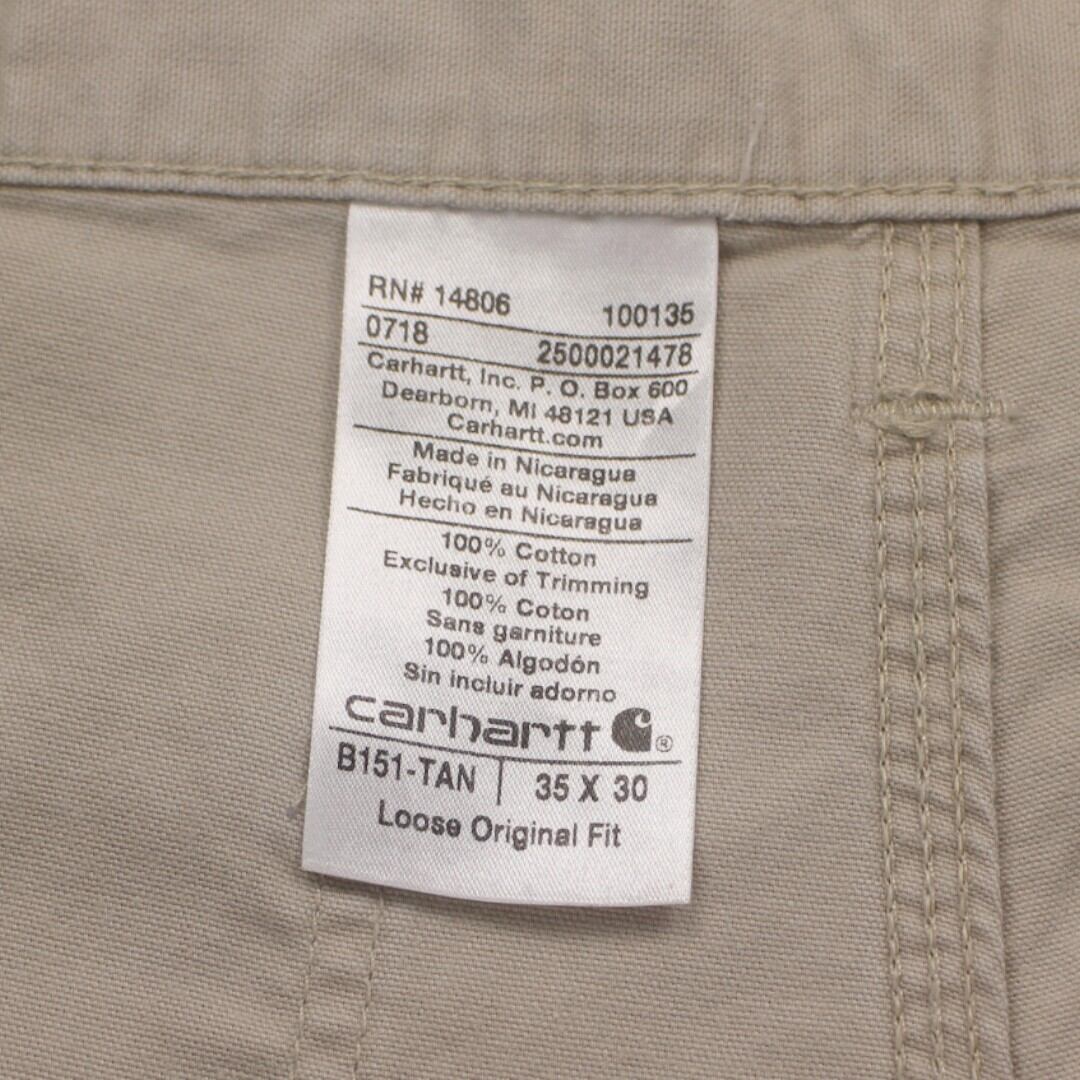 RN# 14806 100135
0718 2500021478
Carhartt, Inc. P. O. Box 600
Dearborn, MI 48121 USA
Carhartt.com
Made in Nicaragua
Fabriqué au Nicaragua
Hecho en Nicaragua
100% Cotton
Exclusive of Trimming
100% Coton
Sans garniture
100% Algodón
Sin incluir adorno
carhartt ®
B151-TAN | 35 X 30
Loose Original Fit